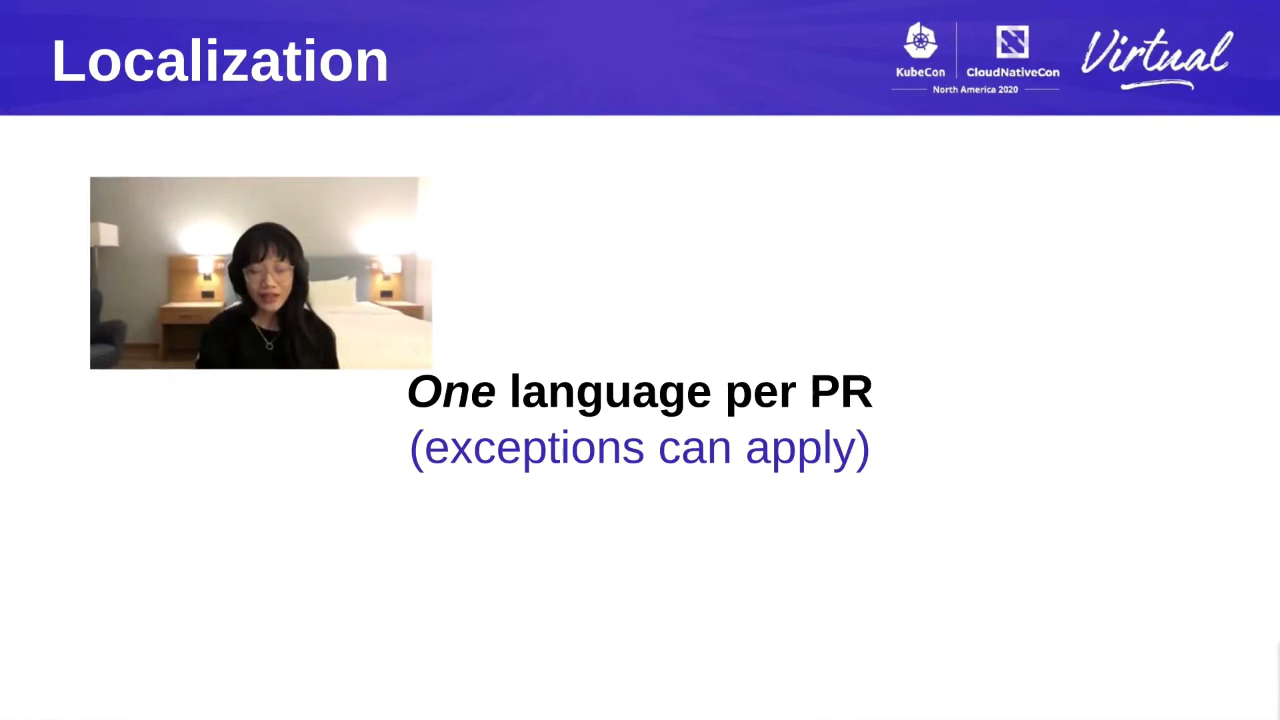 Localization
KubeCon
CloudNativeCon
North America 2020
Virtual
One language per PR
(exceptions can apply)